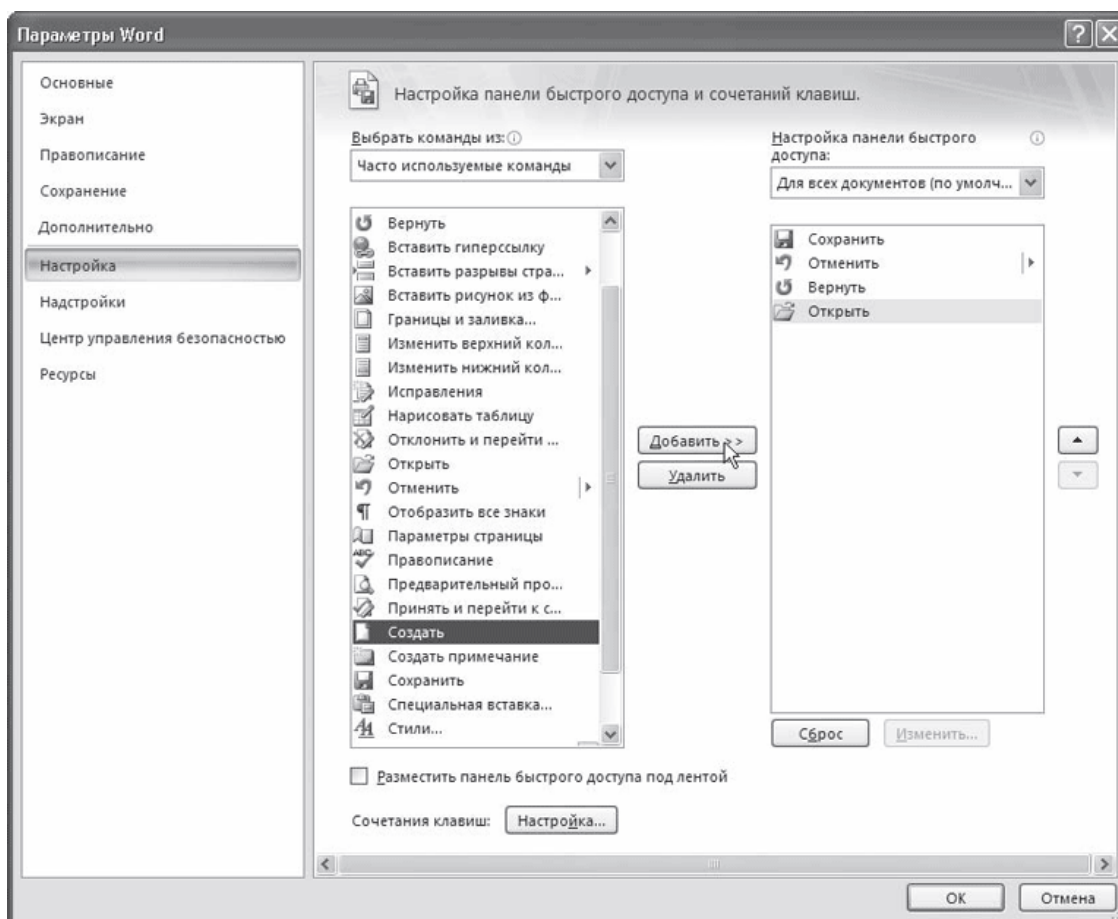 Параметры Word
Основные
Экран
Правописание
Сохранение
Дополнительно
Настройка
Надстройки
Центр управления безопасностью
Ресурсы
Настройка панели быстрого доступа и сочетаний клавиш.
Выбрать команды из:
Часто используемые команды
Вернуть
Вставить гиперссылку
Вставить разрывы стра...
Вставить рисунок из ф...
Границы и заливка...
Изменить верхний кол...
Изменить нижний кол...
Исправления
Нарисовать таблицу
Отклонить и перейти ...
Открыть
Отменить
Отобразить все знаки
Параметры страницы
Правописание
Предварительный про...
Принять и перейти к с...
Создать
Создать примечание
Сохранить
Специальная вставка...
Стили...
Добавить >>
Удалить
Настройка панели быстрого
доступа:
Для всех документов (по умолч...
Сохранить
Отменить
Вернуть
Открыть
Сброс
Изменить...
Разместить панель быстрого доступа под лентой
Сочетания клавиш:
Настройка...
ОК
Отмена